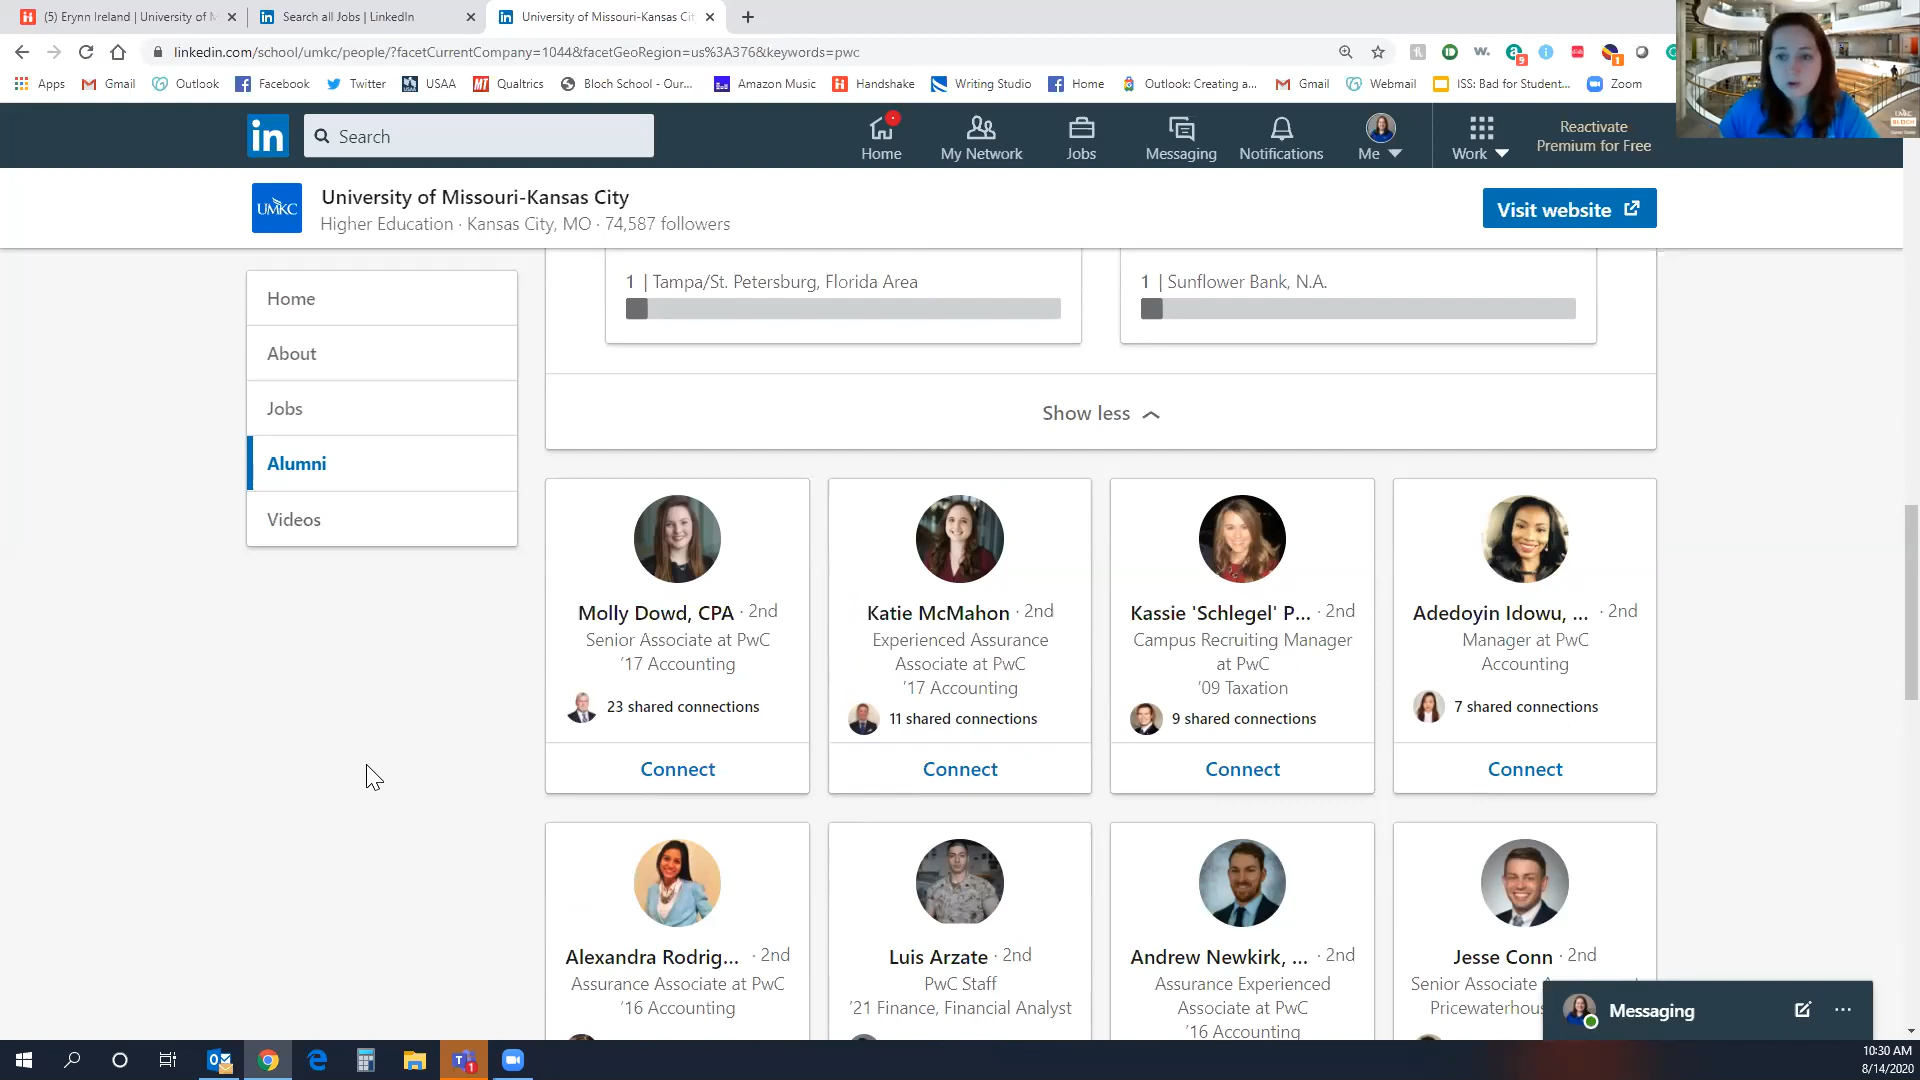 (5) Erynn Ireland | University of M
Search all Jobs | LinkedIn
University of Missouri-Kansas Cit
linkedin.com/school/umkc/people/?facetCurrentCompany=1044&facetGeoRegion=us%3A376&keywords=pwc
Apps
Gmail
Outlook
Facebook
Twitter
USAA
Qualtrics
Bloch School - Our...
Amazon Music
Handshake
Writing Studio
Home
Outlook: Creating a...
Gmail
Webmail
ISS: Bad for Student...
Zoom
in
Search
Home
My Network
Jobs
Messaging
Notifications
Me
Work
Reactivate
Premium for Free
UMKC
University of Missouri-Kansas City
Higher Education · Kansas City, MO · 74,587 followers
Visit website
Home
About
Jobs
Alumni
Videos
1 | Tampa/St. Petersburg, Florida Area
1 | Sunflower Bank, N.A.
Show less
Molly Dowd, CPA · 2nd
Senior Associate at PwC
'17 Accounting
23 shared connections
Connect
Katie McMahon · 2nd
Experienced Assurance
Associate at PwC
'17 Accounting
11 shared connections
Connect
Kassie 'Schlegel' P... · 2nd
Campus Recruiting Manager
at PwC
'09 Taxation
9 shared connections
Connect
Adedoyin Idowu, ... · 2nd
Manager at PwC
Accounting
7 shared connections
Connect
Alexandra Rodrig... · 2nd
Assurance Associate at PwC
'16 Accounting
Luis Arzate · 2nd
PwC Staff
'21 Finance, Financial Analyst
Andrew Newkirk, ... · 2nd
Assurance Experienced
Associate at PwC
'16 Accounting
Jesse Conn · 2nd
Senior Associate
Messaging
10:30 AM
8/14/2020